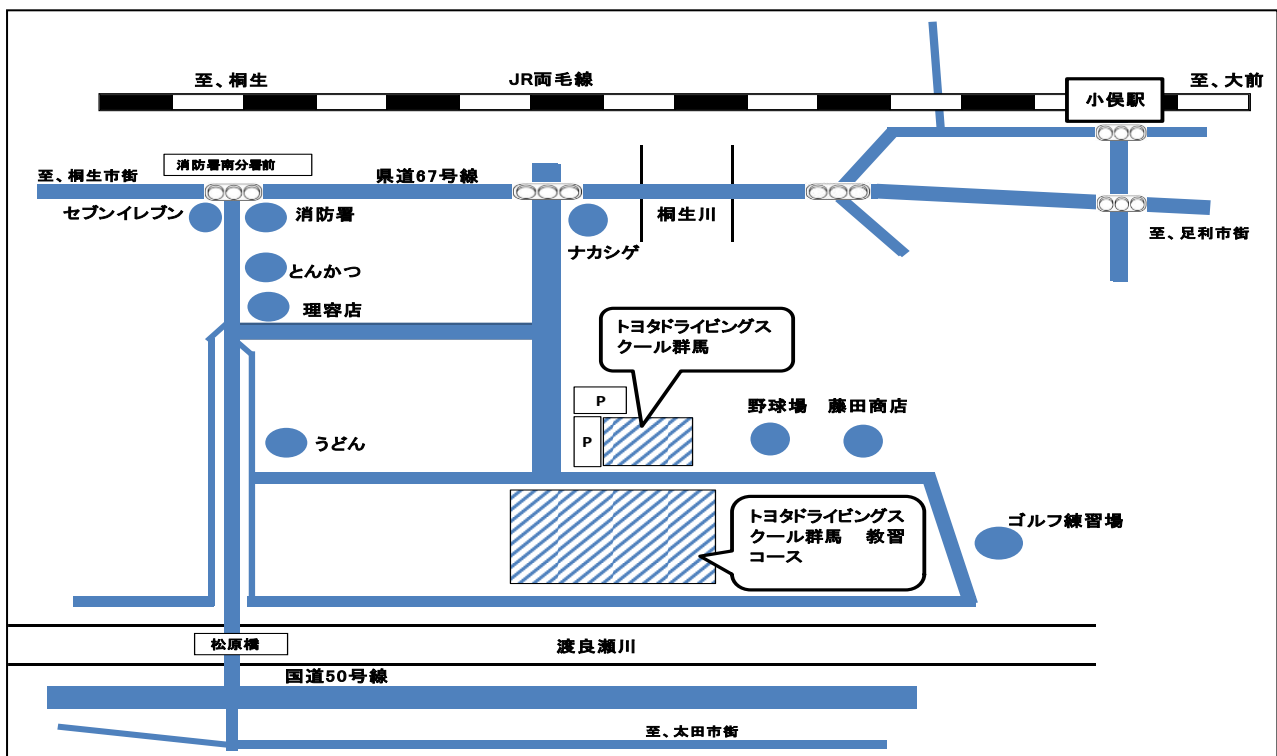 至、桐生
JR両毛線
至、大前
小俣駅
消防署南分署前
至、桐生市街
県道67号線
セブンイレブン
消防署
桐生川
ナカシゲ
至、足利市街
とんかつ
理容店
トヨタドライビングス
クール群馬
P
P
野球場
藤田商店
うどん
トヨタドライビングス
クール群馬 教習
コース
ゴルフ練習場
松原橋
渡良瀬川
国道50号線
至、太田市街